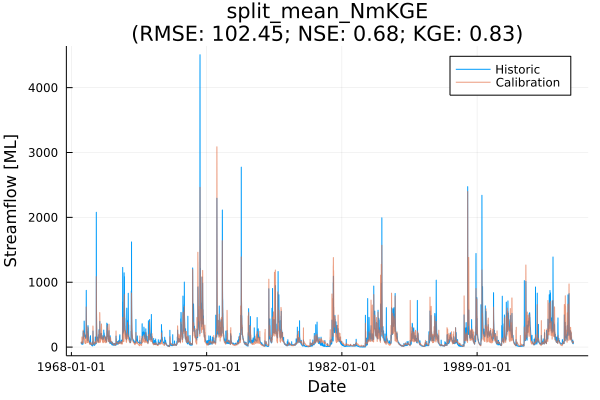 split_mean_NmKGE
(RMSE: 102.45; NSE: 0.68; KGE: 0.83)
Historic
Calibration
Streamflow [ML]
4000
3000
2000
1000
0
1968-01-01
1975-01-01
1982-01-01
1989-01-01
Date